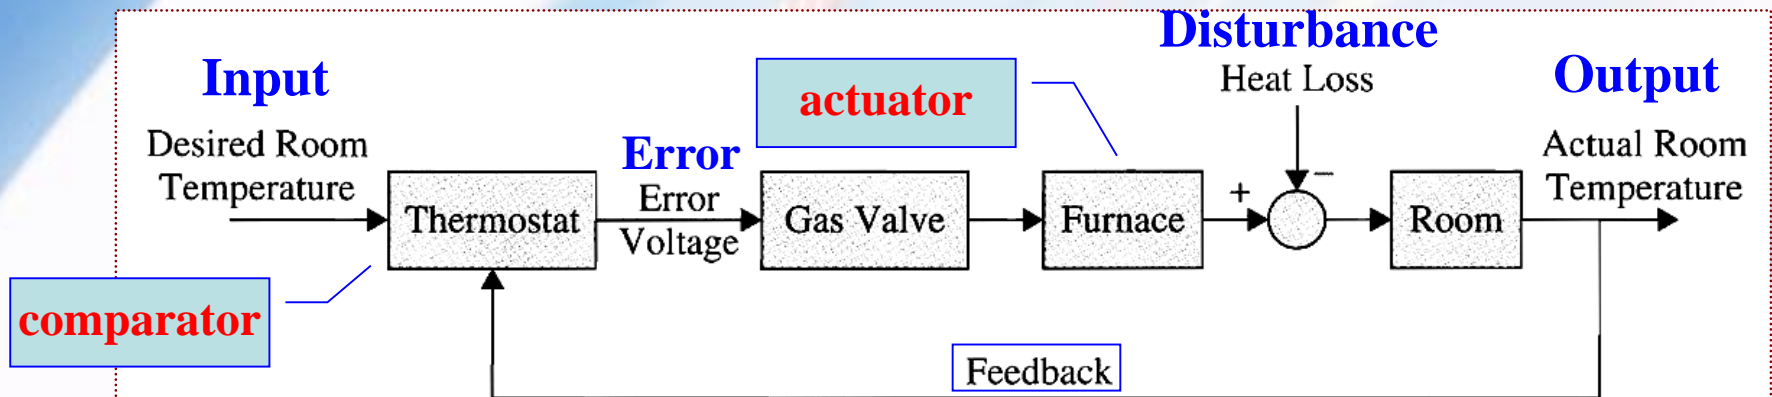 Disturbance
Input
actuator
Heat Loss
Output
Desired Room
Temperature
Error
Error
Voltage
Actual Room
Temperature
Thermostat
Gas Valve
Furnace
+
−
Room
comparator
Feedback